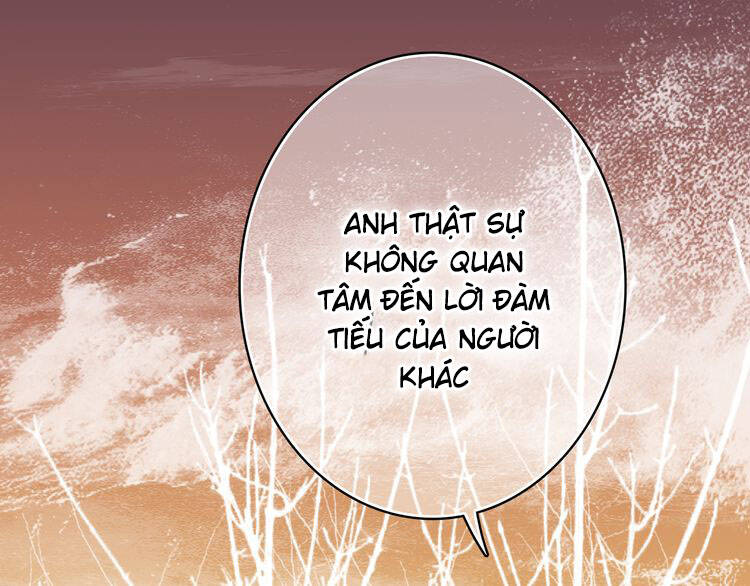 ANH THẬT SỰ
KHÔNG QUAN
TÂM ĐẾN LỜI ĐÀM
TIẾU CỦA NGƯỜI
KHÁC